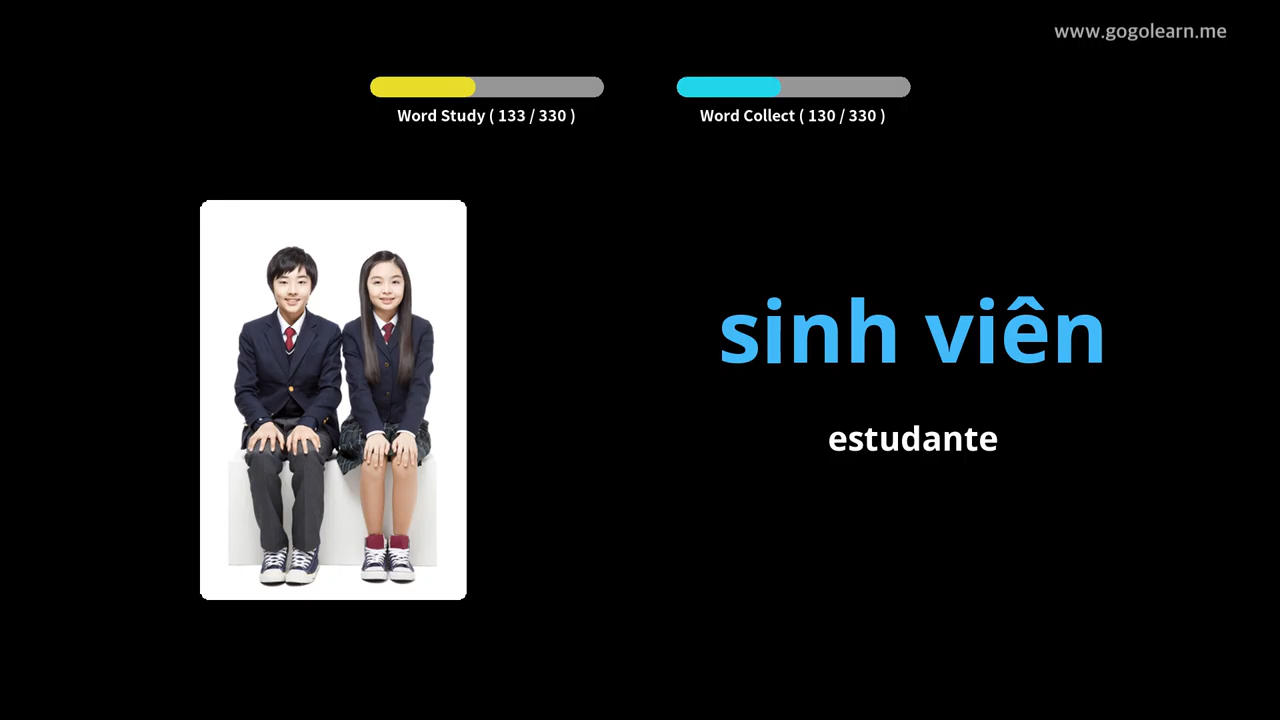 www.gogolearn.me
Word Study ( 133 / 330 )
Word Collect ( 130 / 330 )
sinh viên
estudante